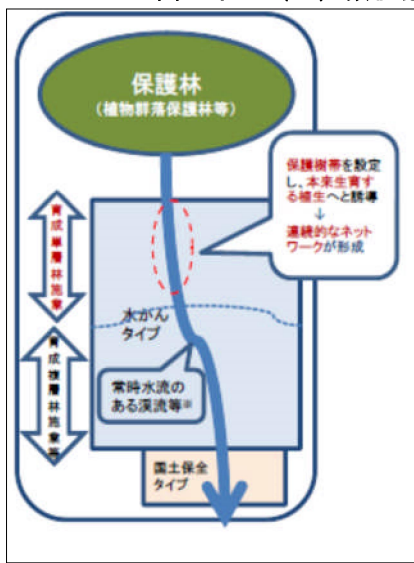 保護林
(植物群落保護林等)
保護樹帯を設定
し、本来生育す
る植生へと誘導
↓
連続的なネット
ワークが形成
育成単層林施業
水がん
タイプ
育成複層林施業等
常時水流の
ある渓流等※
国土保全
タイプ